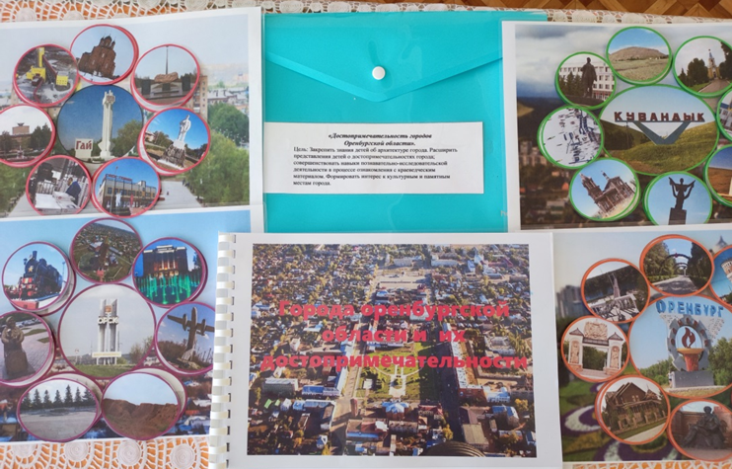 «Достопримечательность городов
Оренбургской области».
Цель: Закрепить знания детей об архитектуре города. Расширить
представления детей о достопримечательностях города,
совершенствовать навыки познавательно-исследовательской
деятельности в процессе ознакомления с краеведческим
материалом. Формировать интерес к культурным и памятным
местам города.
Гай
КУВАНДЫК
Города оренбургской
области и их
достопримечательности
ОРЕНБУРГ